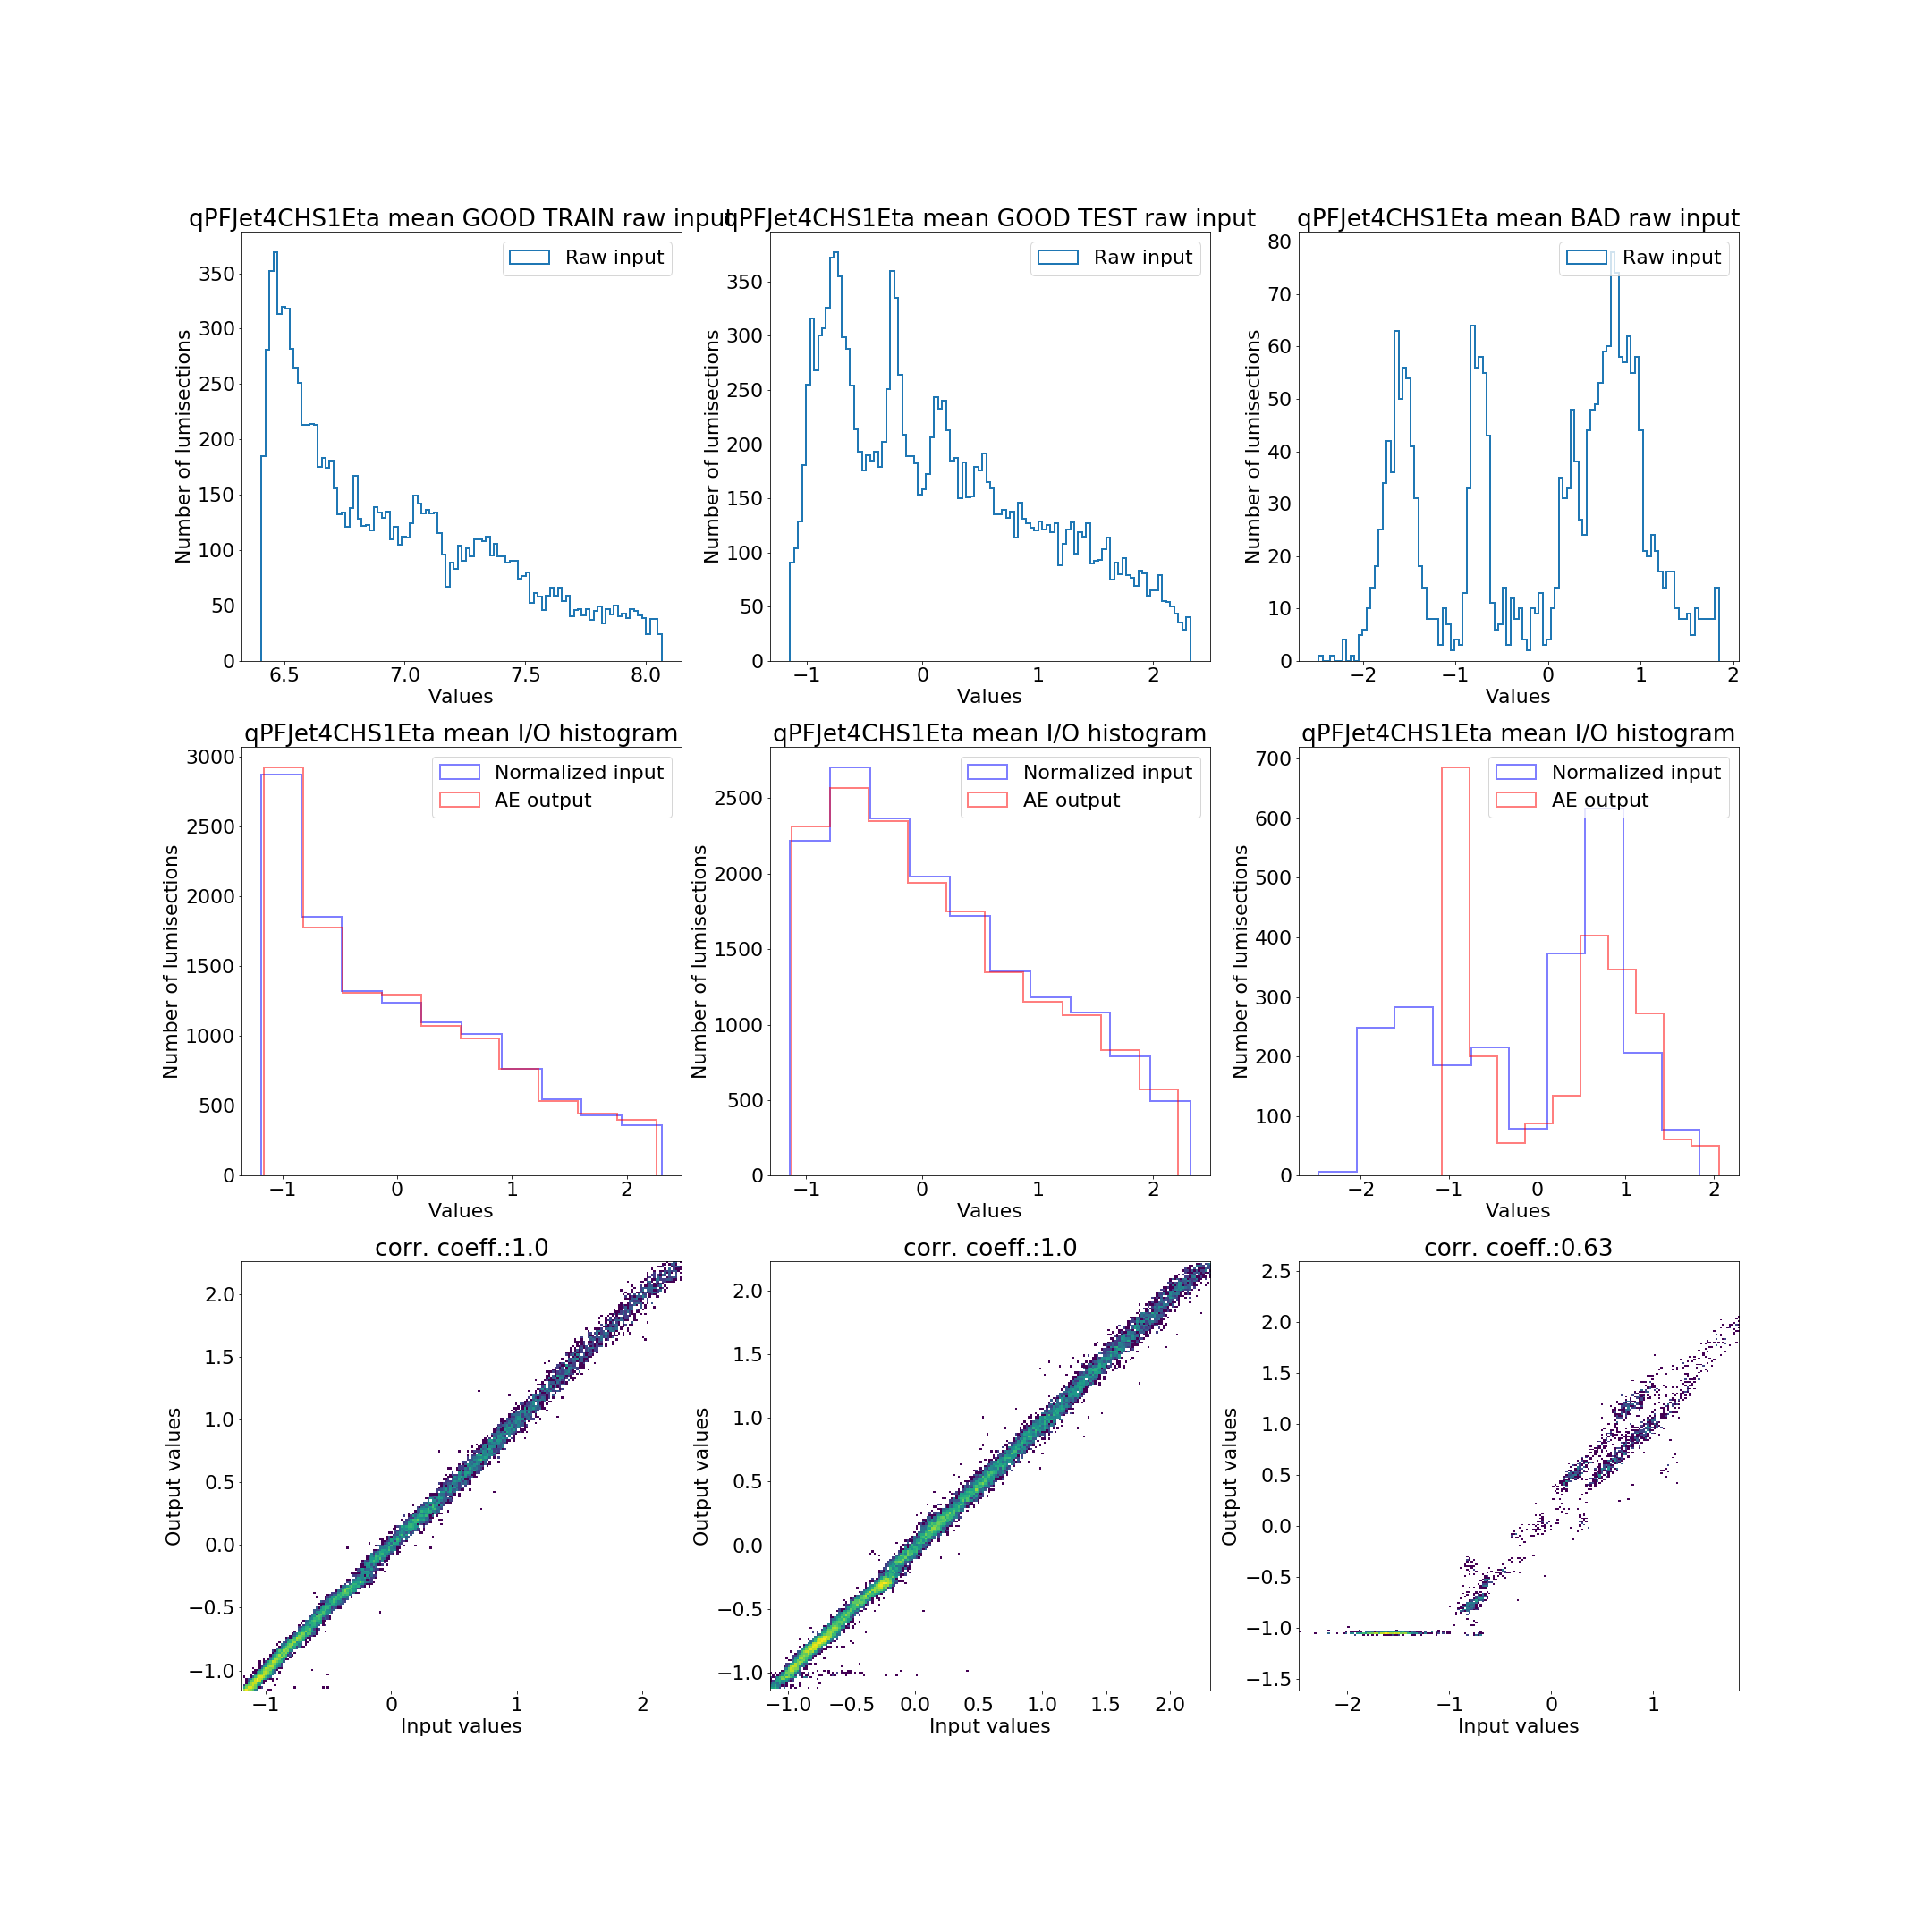 qPFJet4CHS1Eta mean GOOD TRAIN raw input
qPFJet4CHS1Eta mean GOOD TEST raw input
qPFJet4CHS1Eta mean BAD raw input
Raw input
Raw input
Raw input
Number of lumisections
350
300
250
200
150
100
50
0
6.5 7.0 7.5 8.0
Values
Number of lumisections
350
300
250
200
150
100
50
0
−1 0 1 2
Values
Number of lumisections
80
70
60
50
40
30
20
10
0
−2 −1 0 1 2
Values
qPFJet4CHS1Eta mean I/O histogram
qPFJet4CHS1Eta mean I/O histogram
qPFJet4CHS1Eta mean I/O histogram
Normalized input
AE output
Normalized input
AE output
Normalized input
AE output
Number of lumisections
3000
2500
2000
1500
1000
500
0
−1 0 1 2
Values
Number of lumisections
2500
2000
1500
1000
500
0
−1 0 1 2
Values
Number of lumisections
700
600
500
400
300
200
100
0
−2 −1 0 1 2
Values
corr. coeff.:1.0
corr. coeff.:1.0
corr. coeff.:0.63
Output values
2.0
1.5
1.0
0.5
0.0
−0.5
−1.0
−1 0 1 2
Input values
Output values
2.0
1.5
1.0
0.5
0.0
−0.5
−1.0
−1.0 −0.5 0.0 0.5 1.0 1.5 2.0
Input values
Output values
2.5
2.0
1.5
1.0
0.5
0.0
−0.5
−1.0
−1.5
−2 −1 0 1
Input values